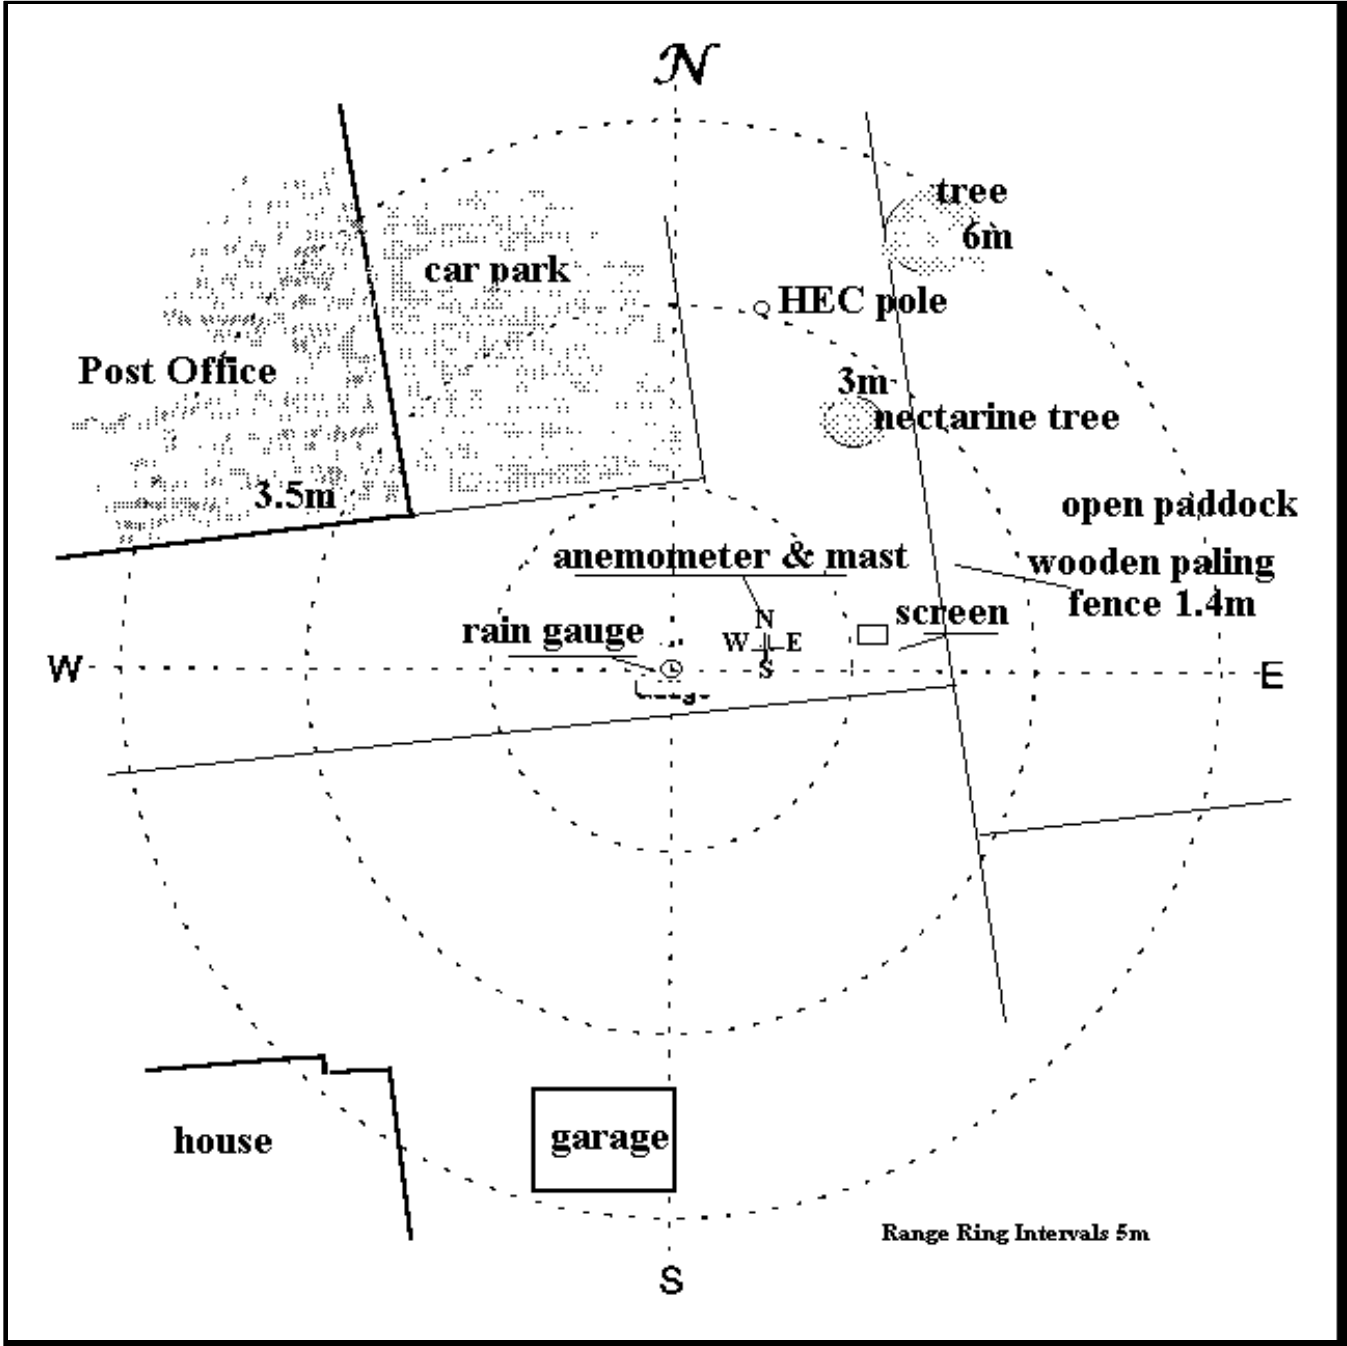 N
tree
6m
car park
HEC pole
Post Office
3m
nectarine tree
3.5m
open paddock
anemometer & mast
wooden paling
fence 1.4m
screen
rain gauge
N
W E
S
W
E
house
garage
Range Ring Intervals 5m
S